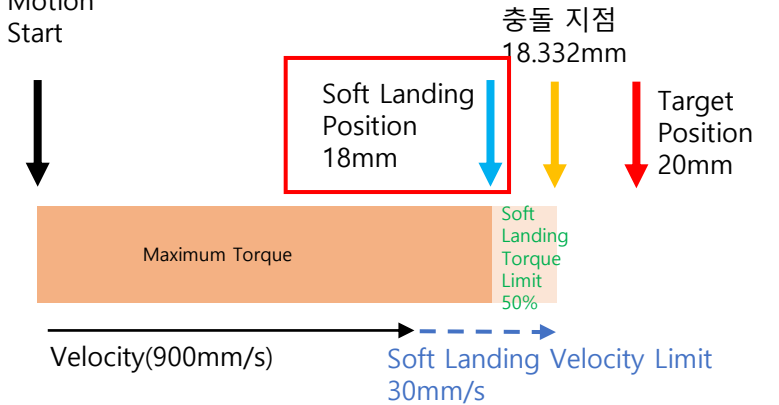 Motion
Start
충돌 지점
18.332mm
Soft Landing
Position
18mm
Target
Position
20mm
Maximum Torque
Soft
Landing
Torque
Limit
50%
Velocity(900mm/s)
Soft Landing Velocity Limit
30mm/s